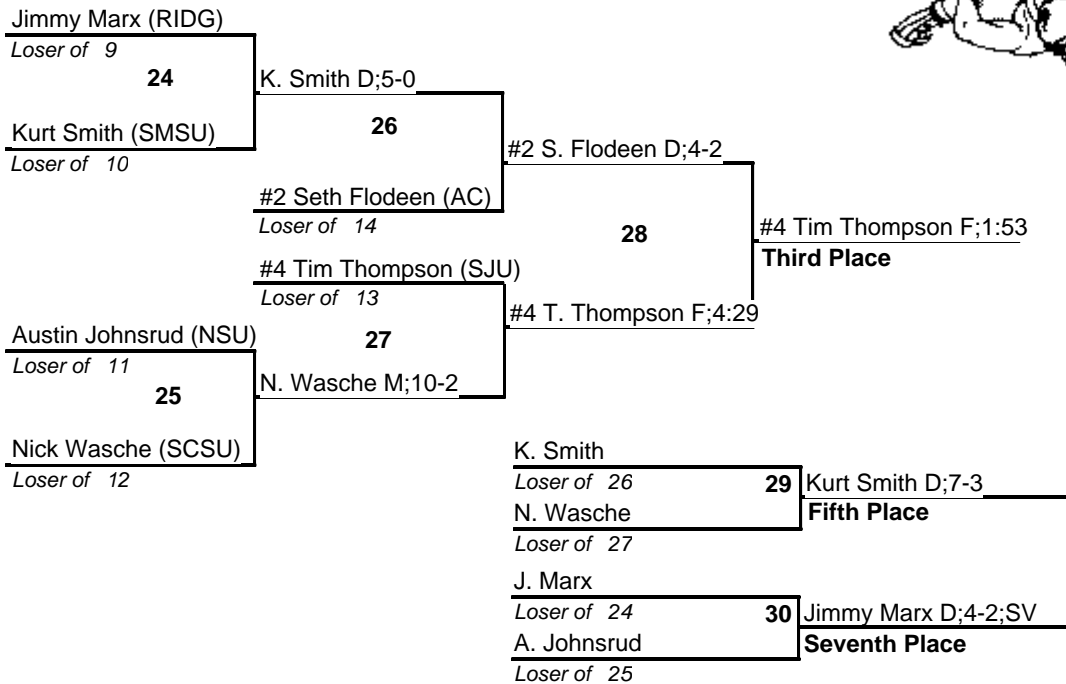 Jimmy Marx (RIDG)
Loser of 9
24
K. Smith D;5-0
Kurt Smith (SMSU)
Loser of 10
26
#2 S. Flodeen D;4-2
#2 Seth Flodeen (AC)
Loser of 14
28
#4 Tim Thompson F;1:53
Third Place
#4 Tim Thompson (SJU)
Loser of 13
#4 T. Thompson F;4:29
Austin Johnsrud (NSU)
Loser of 11
27
25
N. Wasche M;10-2
Nick Wasche (SCSU)
Loser of 12
K. Smith
Loser of 26
29
Kurt Smith D;7-3
Fifth Place
N. Wasche
Loser of 27
J. Marx
Loser of 24
30
Jimmy Marx D;4-2;SV
Seventh Place
A. Johnsrud
Loser of 25